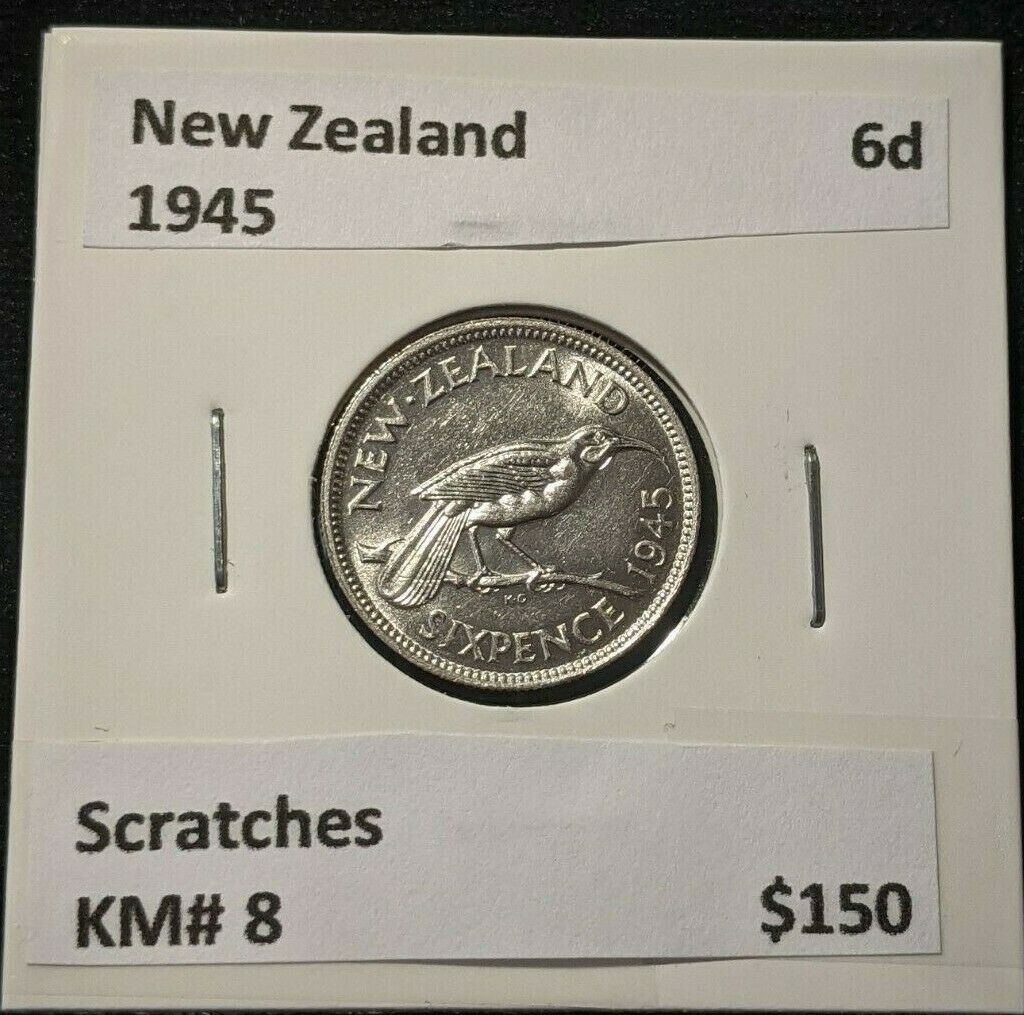 New Zealand 6d
1945
NEW·ZEALAND
1945
K·G
SIXPENCE
Scratches
KM# 8 $150